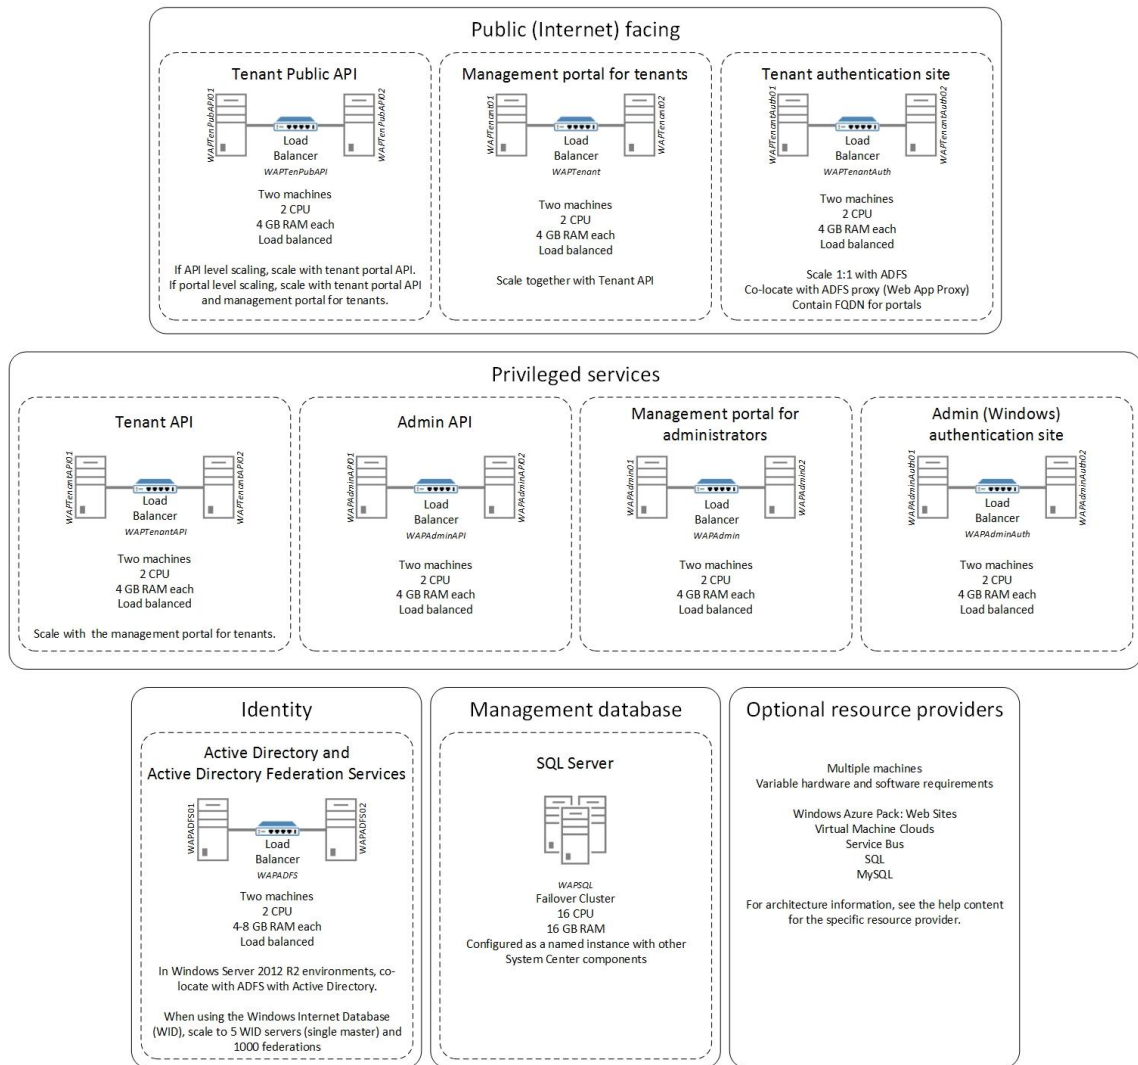 Public (Internet) facing
Tenant Public API
WAPTenPubAPI01
WAPTenPubAPI02
Load
Balancer
WAPTenPubAPI
Two machines
2 CPU
4 GB RAM each
Load balanced
If API level scaling, scale with tenant portal API.
If portal level scaling, scale with tenant portal API
and management portal for tenants.
Management portal for tenants
WAPTenant01
WAPTenant02
Load
Balancer
WAPTenant
Two machines
2 CPU
4 GB RAM each
Load balanced
Scale together with Tenant API
Tenant authentication site
WAPTenantAuth01
WAPTenantAuth02
Load
Balancer
WAPTenantAuth
Two machines
2 CPU
4 GB RAM each
Load balanced
Scale 1:1 with ADFS
Co-locate with ADFS proxy (Web App Proxy)
Contain FQDN for portals
Privileged services
Tenant API
WAPTenantAPI01
WAPTenantAPI02
Load
Balancer
WAPTenantAPI
Two machines
2 CPU
4 GB RAM each
Load balanced
Scale with the management portal for tenants.
Admin API
WAPAdminAPI01
WAPAdminAPI02
Load
Balancer
WAPAdminAPI
Two machines
2 CPU
4 GB RAM each
Load balanced
Management portal for
administrators
WAPAdmin01
WAPAdmin02
Load
Balancer
WAPAdmin
Two machines
2 CPU
4 GB RAM each
Load balanced
Admin (Windows)
authentication site
WAPAdminAuth01
WAPAdminAuth02
Load
Balancer
WAPAdminAuth
Two machines
2 CPU
4 GB RAM each
Load balanced
Identity
Active Directory and
Active Directory Federation Services
WAPADFS01
WAPADFS02
Load
Balancer
WAPADFS
Two machines
2 CPU
4-8 GB RAM each
Load balanced
In Windows Server 2012 R2 environments, co-
locate with ADFS with Active Directory.
When using the Windows Internet Database
(WID), scale to 5 WID servers (single master) and
1000 federations
Management database
SQL Server
WAPSQL
Failover Cluster
16 CPU
16 GB RAM
Configured as a named instance with other
System Center components
Optional resource providers
Multiple machines
Variable hardware and software requirements
Windows Azure Pack: Web Sites
Virtual Machine Clouds
Service Bus
SQL
MySQL
For architecture information, see the help content
for the specific resource provider.